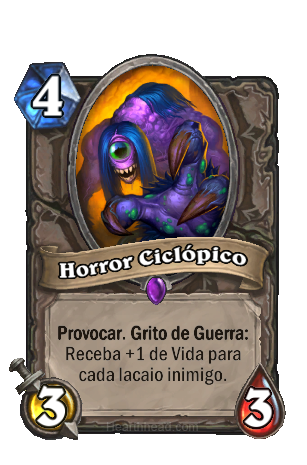 4
Horror Ciclópico
Provocar. Grito de Guerra:
Receba +1 de Vida para
cada lacaio inimigo.
3
3